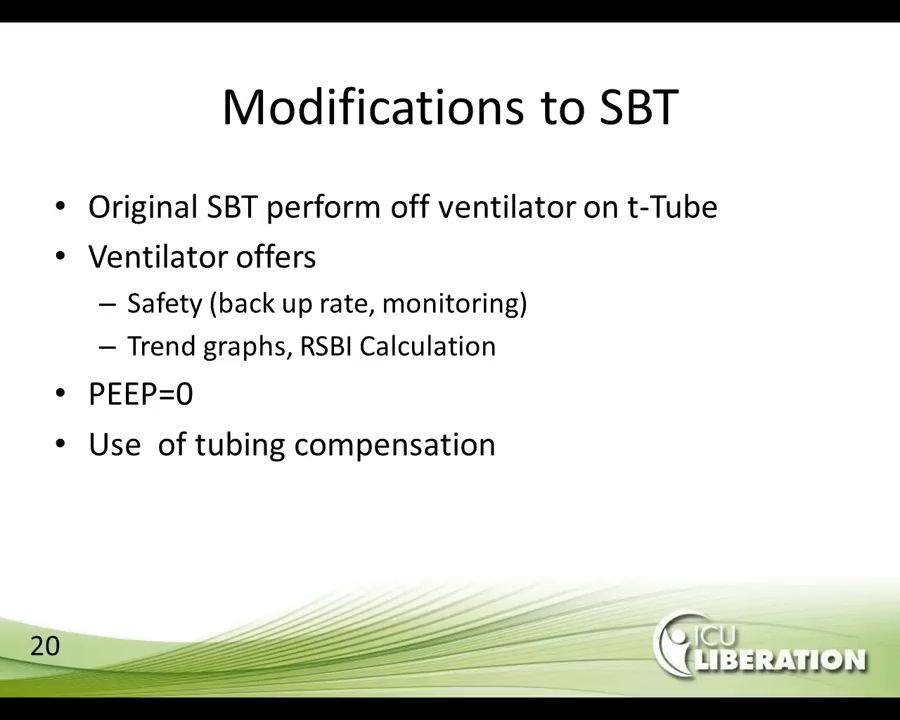 Modifications to SBT
• Original SBT perform off ventilator on t-Tube
• Ventilator offers
– Safety (back up rate, monitoring)
– Trend graphs, RSBI Calculation
• PEEP=0
• Use  of tubing compensation
20
ICU
LIBERATION